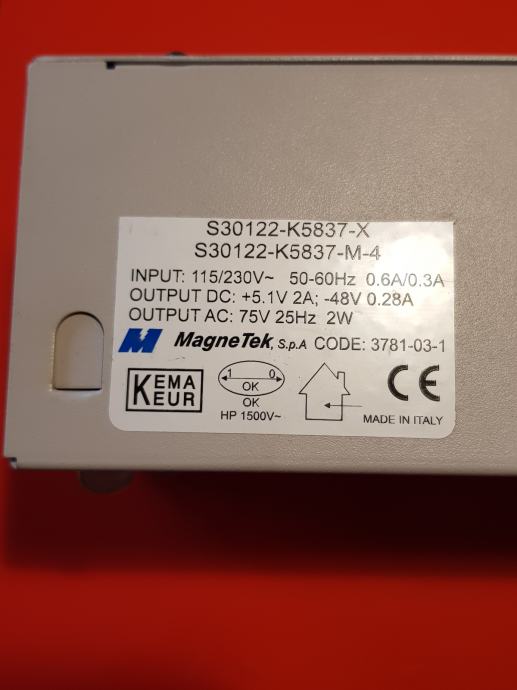 S30122-K5837-X
S30122-K5837-M-4
INPUT: 115/230V~ 50-60Hz 0.6A/0.3A
OUTPUT DC: +5.1V 2A; -48V 0.28A
OUTPUT AC: 75V 25Hz 2W
MagneTek, S.p.A CODE: 3781-03-1
KEMA
KEUR
1 0
OK
OK
HP 1500V~
CE
MADE IN ITALY